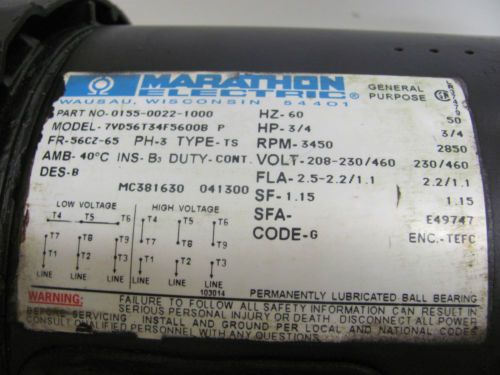 MARATHON
ELECTRIC®
WAUSAU, WISCONSIN 54401
GENERAL
PURPOSE
PART NO-0155-0022-1000
MODEL-7VD56T34F5600B P
FR-56CZ-65 PH-3 TYPE-TS
AMB-40°C INS-B3 DUTY-CONT.
DES-B
MC381630 041300
HZ-60 50
HP-3/4 3/4
RPM-3450 2850
VOLT-208-230/460 230/460
FLA-2.5-2.2/1.1 2.2/1.1
SF-1.15 1.15
SFA- E49747
CODE-G ENC.-TEFC
LOW VOLTAGE HIGH VOLTAGE
T4 T5 T6 T4 T5 T6
T7 T8 T9 T7 T8 T9
T1 T2 T3 T1 T2 T3
LINE LINE LINE LINE LINE LINE
103014
PERMANENTLY LUBRICATED BALL BEARING
WARNING: FAILURE TO FOLLOW ALL SAFETY INFORMATION CAN RESULT IN
SERIOUS PERSONAL INJURY OR DEATH. DISCONNECT ALL POWER
BEFORE SERVICING. INSTALL AND GROUND PER LOCAL AND NATIONAL CODES
CONSULT QUALIFIED PERSONNEL WITH ANY QUESTIONS.